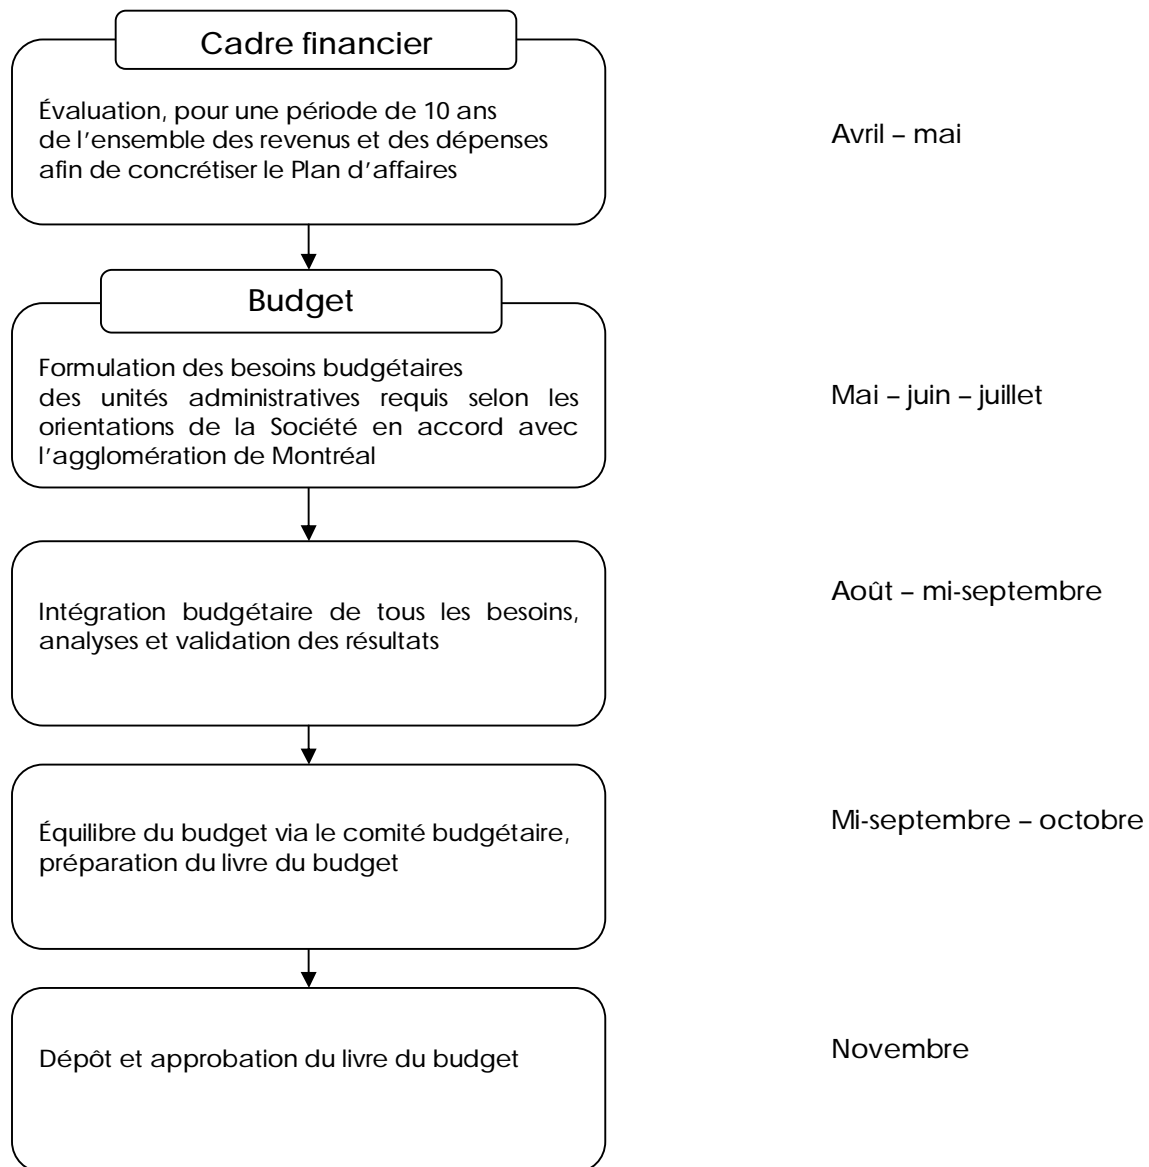 Cadre financier
Évaluation, pour une période de 10 ans
de l'ensemble des revenus et des dépenses
afin de concrétiser le Plan d'affaires
Avril – mai
Budget
Formulation des besoins budgétaires
des unités administratives requis selon les
orientations de la Société en accord avec
l'agglomération de Montréal
Mai – juin – juillet
Intégration budgétaire de tous les besoins,
analyses et validation des résultats
Août – mi-septembre
Équilibre du budget via le comité budgétaire,
préparation du livre du budget
Mi-septembre – octobre
Dépôt et approbation du livre du budget
Novembre